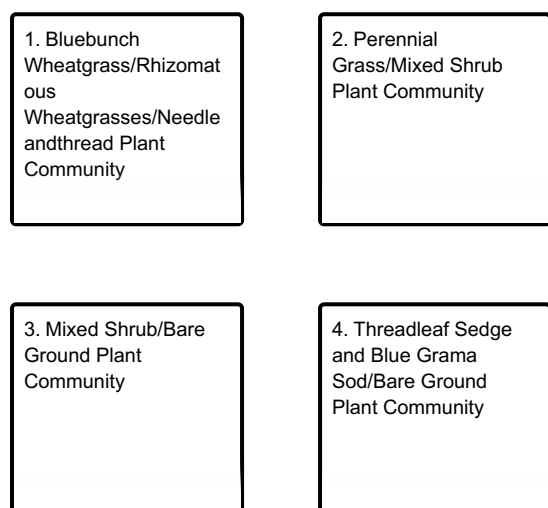 1. Bluebunch
Wheatgrass/Rhizomat
ous
Wheatgrasses/Needle
andthread Plant
Community
2. Perennial
Grass/Mixed Shrub
Plant Community
3. Mixed Shrub/Bare
Ground Plant
Community
4. Threadleaf Sedge
and Blue Grama
Sod/Bare Ground
Plant Community